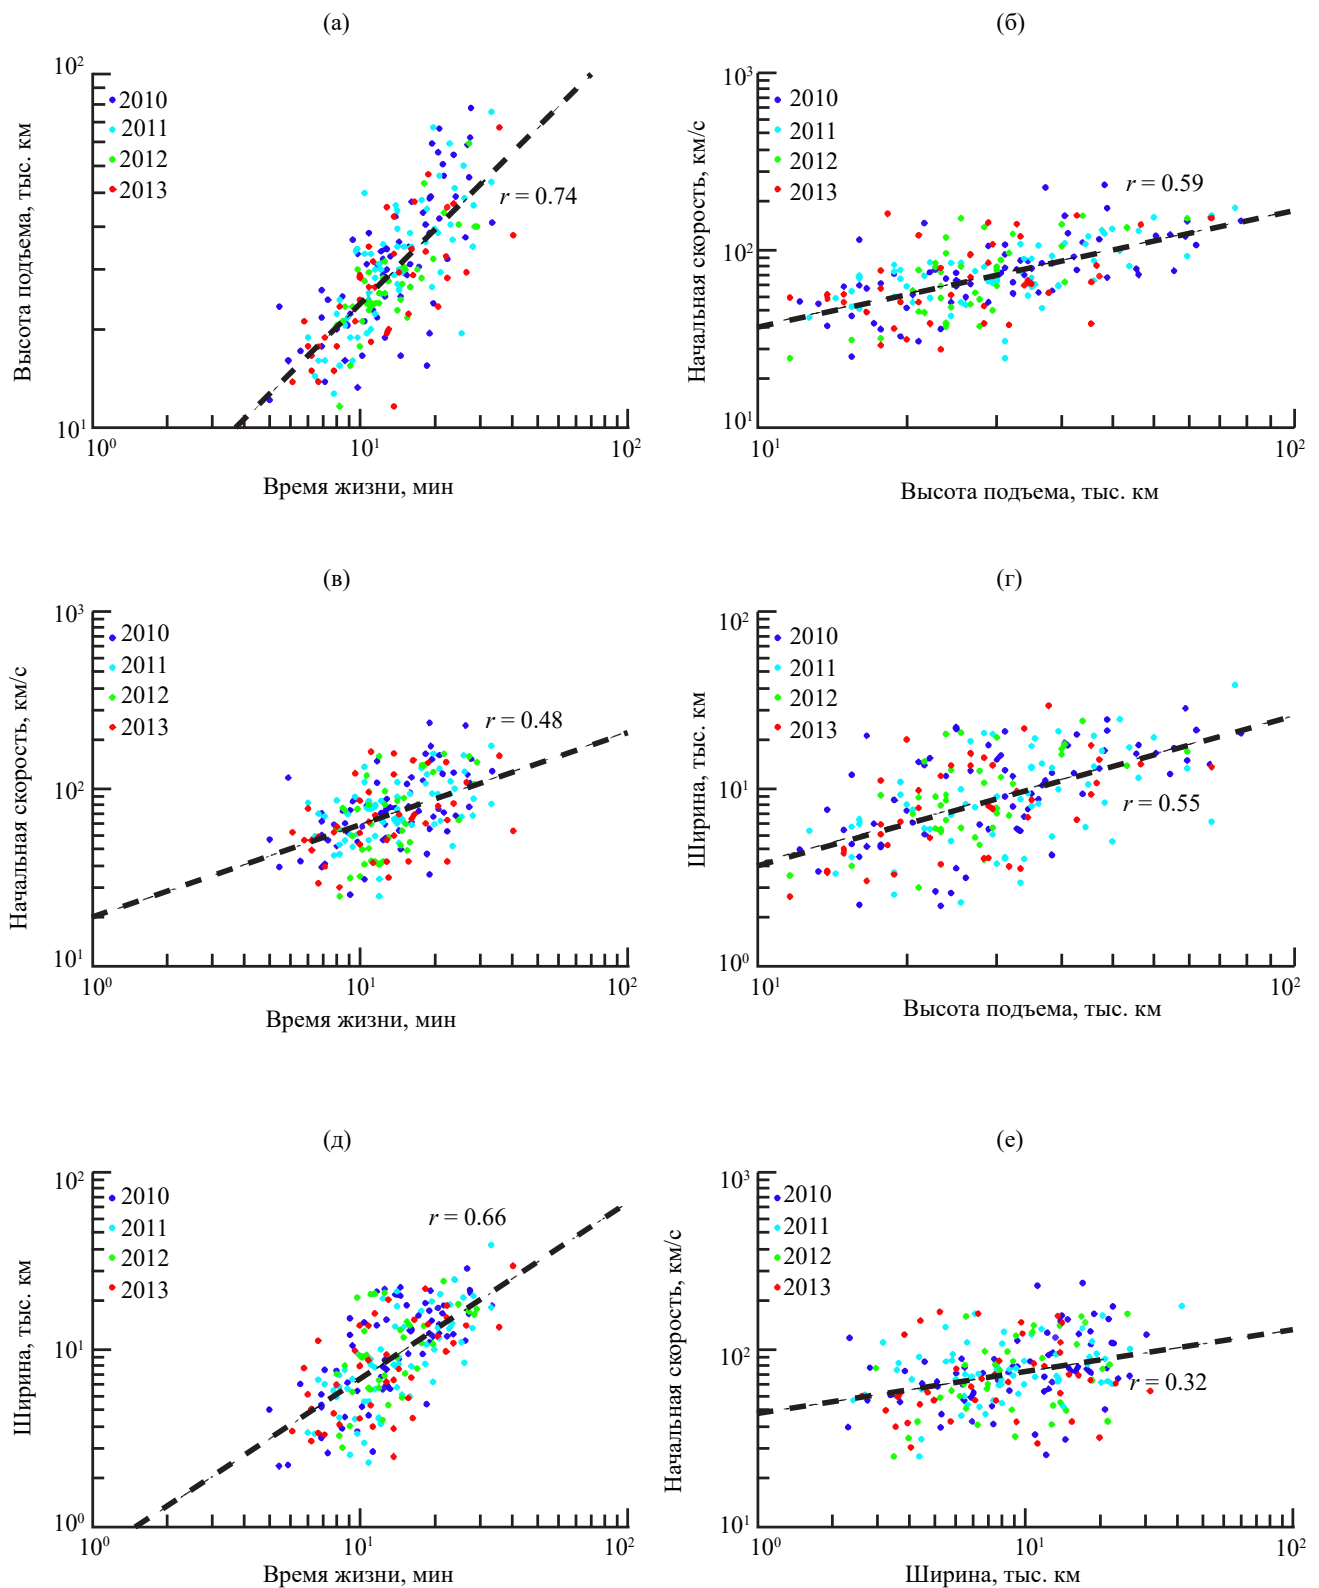 (а)
10²
2010
2011
2012
2013
r = 0.74
Высота подъема, тыс. км
10¹
10⁰
10¹
10²
Время жизни, мин
(б)
10³
2010
2011
2012
2013
r = 0.59
Начальная скорость, км/с
10²
10¹
10¹
10²
Высота подъема, тыс. км
(в)
10³
2010
2011
2012
2013
r = 0.48
Начальная скорость, км/с
10²
10¹
10⁰
10¹
10²
Время жизни, мин
(г)
10²
2010
2011
2012
2013
r = 0.55
Ширина, тыс. км
10¹
10⁰
10¹
10²
Высота подъема, тыс. км
(д)
10²
2010
2011
2012
2013
r = 0.66
Ширина, тыс. км
10¹
10⁰
10⁰
10¹
10²
Время жизни, мин
(е)
10³
2010
2011
2012
2013
r = 0.32
Начальная скорость, км/с
10²
10¹
10⁰
10¹
10²
Ширина, тыс. км